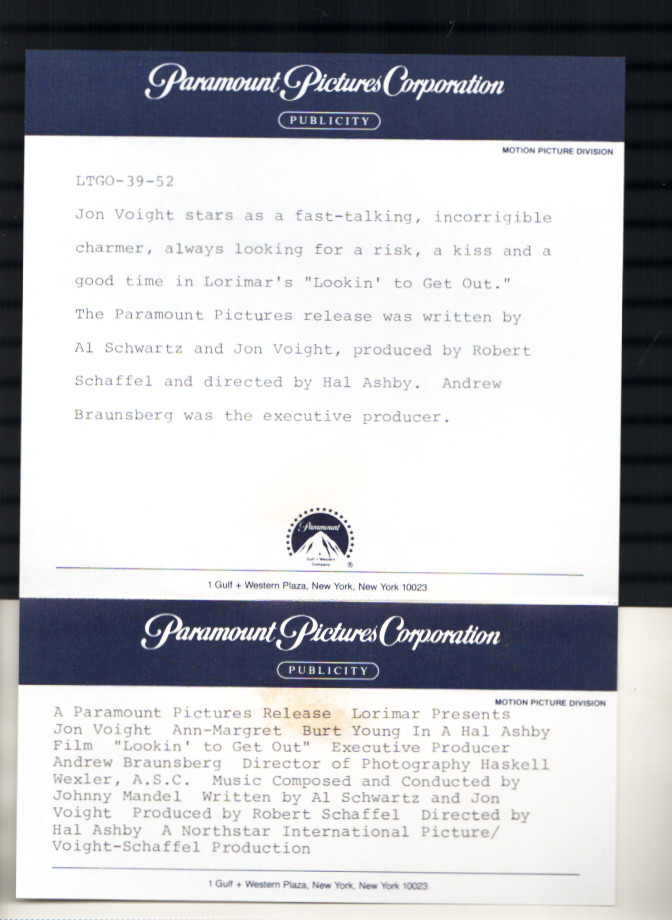 Paramount Pictures Corporation
PUBLICITY
MOTION PICTURE DIVISION
LTGO-39-52
Jon Voight stars as a fast-talking, incorrigible
charmer, always looking for a risk, a kiss and a
good time in Lorimar's "Lookin' to Get Out."
The Paramount Pictures release was written by
Al Schwartz and Jon Voight, produced by Robert
Schaffel and directed by Hal Ashby.  Andrew
Braunsberg was the executive producer.
Paramount
Gulf + Western
Company
®
1 Gulf + Western Plaza, New York, New York 10023
Paramount Pictures Corporation
PUBLICITY
MOTION PICTURE DIVISION
A Paramount Pictures Release  Lorimar Presents
Jon Voight  Ann-Margret  Burt Young In A Hal Ashby
Film  "Lookin' to Get Out"  Executive Producer
Andrew Braunsberg  Director of Photography Haskell
Wexler, A.S.C.  Music Composed and Conducted by
Johnny Mandel  Written by Al Schwartz and Jon
Voight  Produced by Robert Schaffel  Directed by
Hal Ashby  A Northstar International Picture/
Voight-Schaffel Production
1 Gulf + Western Plaza, New York, New York 10023